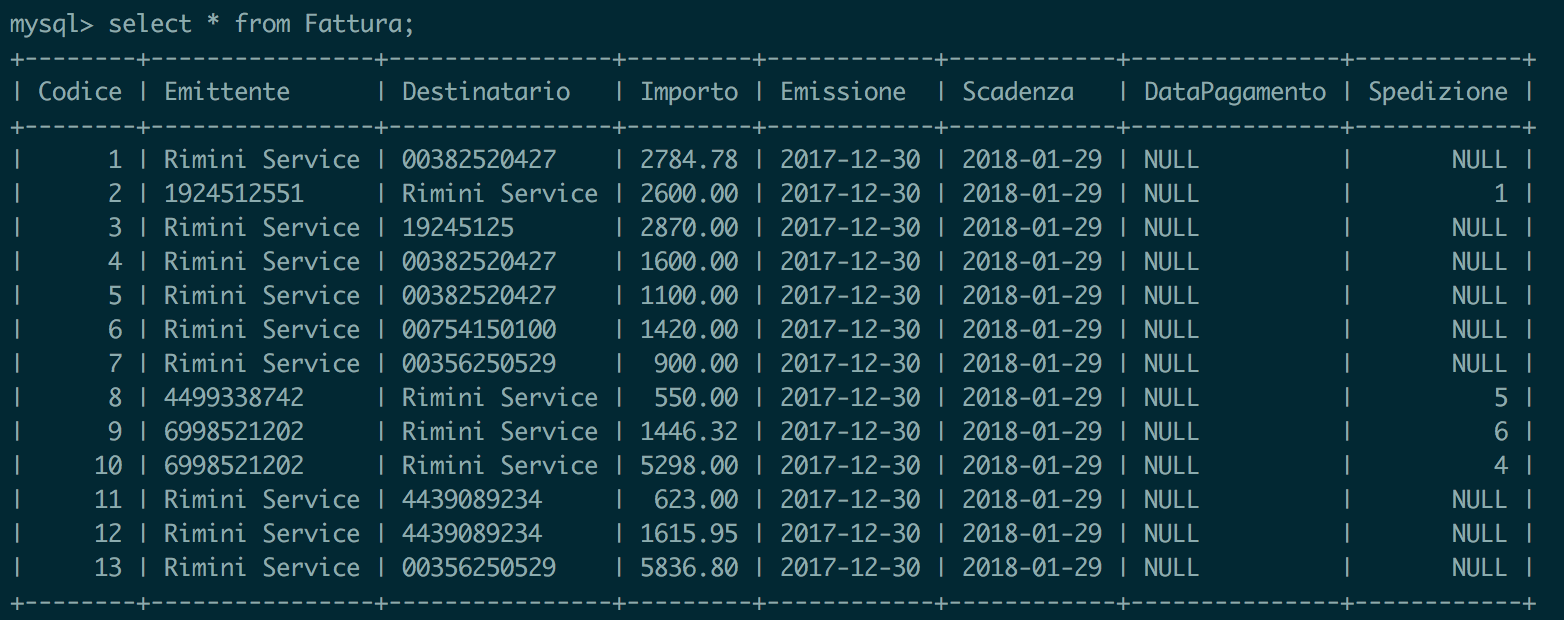 mysql> select * from Fattura;
+--------+----------------+----------------+---------+------------+------------+---------------+------------+
| Codice | Emittente      | Destinatario   | Importo | Emissione  | Scadenza   | DataPagamento | Spedizione |
+--------+----------------+----------------+---------+------------+------------+---------------+------------+
|      1 | Rimini Service | 00382520427    | 2784.78 | 2017-12-30 | 2018-01-29 | NULL          |       NULL |
|      2 | 1924512551     | Rimini Service | 2600.00 | 2017-12-30 | 2018-01-29 | NULL          |          1 |
|      3 | Rimini Service | 19245125       | 2870.00 | 2017-12-30 | 2018-01-29 | NULL          |       NULL |
|      4 | Rimini Service | 00382520427    | 1600.00 | 2017-12-30 | 2018-01-29 | NULL          |       NULL |
|      5 | Rimini Service | 00382520427    | 1100.00 | 2017-12-30 | 2018-01-29 | NULL          |       NULL |
|      6 | Rimini Service | 00754150100    | 1420.00 | 2017-12-30 | 2018-01-29 | NULL          |       NULL |
|      7 | Rimini Service | 00356250529    |  900.00 | 2017-12-30 | 2018-01-29 | NULL          |       NULL |
|      8 | 4499338742     | Rimini Service |  550.00 | 2017-12-30 | 2018-01-29 | NULL          |          5 |
|      9 | 6998521202     | Rimini Service | 1446.32 | 2017-12-30 | 2018-01-29 | NULL          |          6 |
|     10 | 6998521202     | Rimini Service | 5298.00 | 2017-12-30 | 2018-01-29 | NULL          |          4 |
|     11 | Rimini Service | 4439089234     |  623.00 | 2017-12-30 | 2018-01-29 | NULL          |       NULL |
|     12 | Rimini Service | 4439089234     | 1615.95 | 2017-12-30 | 2018-01-29 | NULL          |       NULL |
|     13 | Rimini Service | 00356250529    | 5836.80 | 2017-12-30 | 2018-01-29 | NULL          |       NULL |
+--------+----------------+----------------+---------+------------+------------+---------------+------------+